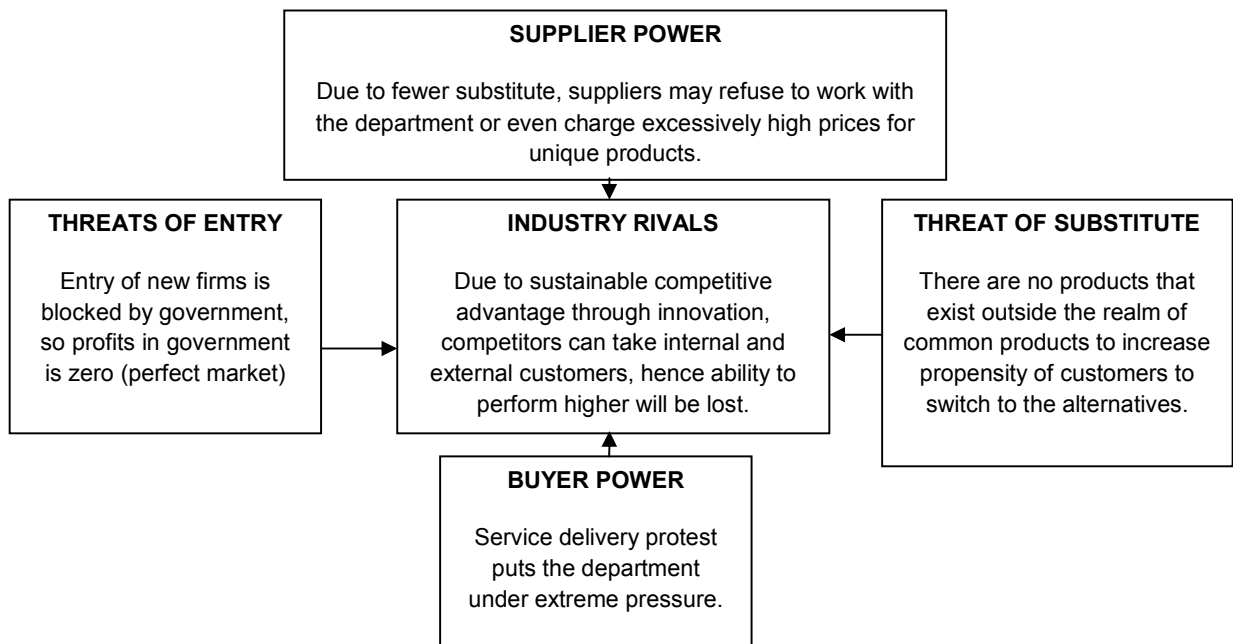 SUPPLIER POWER
Due to fewer substitute, suppliers may refuse to work with
the department or even charge excessively high prices for
unique products.
THREATS OF ENTRY
Entry of new firms is
blocked by government,
so profits in government
is zero (perfect market)
INDUSTRY RIVALS
Due to sustainable competitive
advantage through innovation,
competitors can take internal and
external customers, hence ability to
perform higher will be lost.
THREAT OF SUBSTITUTE
There are no products that
exist outside the realm of
common products to increase
propensity of customers to
switch to the alternatives.
BUYER POWER
Service delivery protest
puts the department
under extreme pressure.